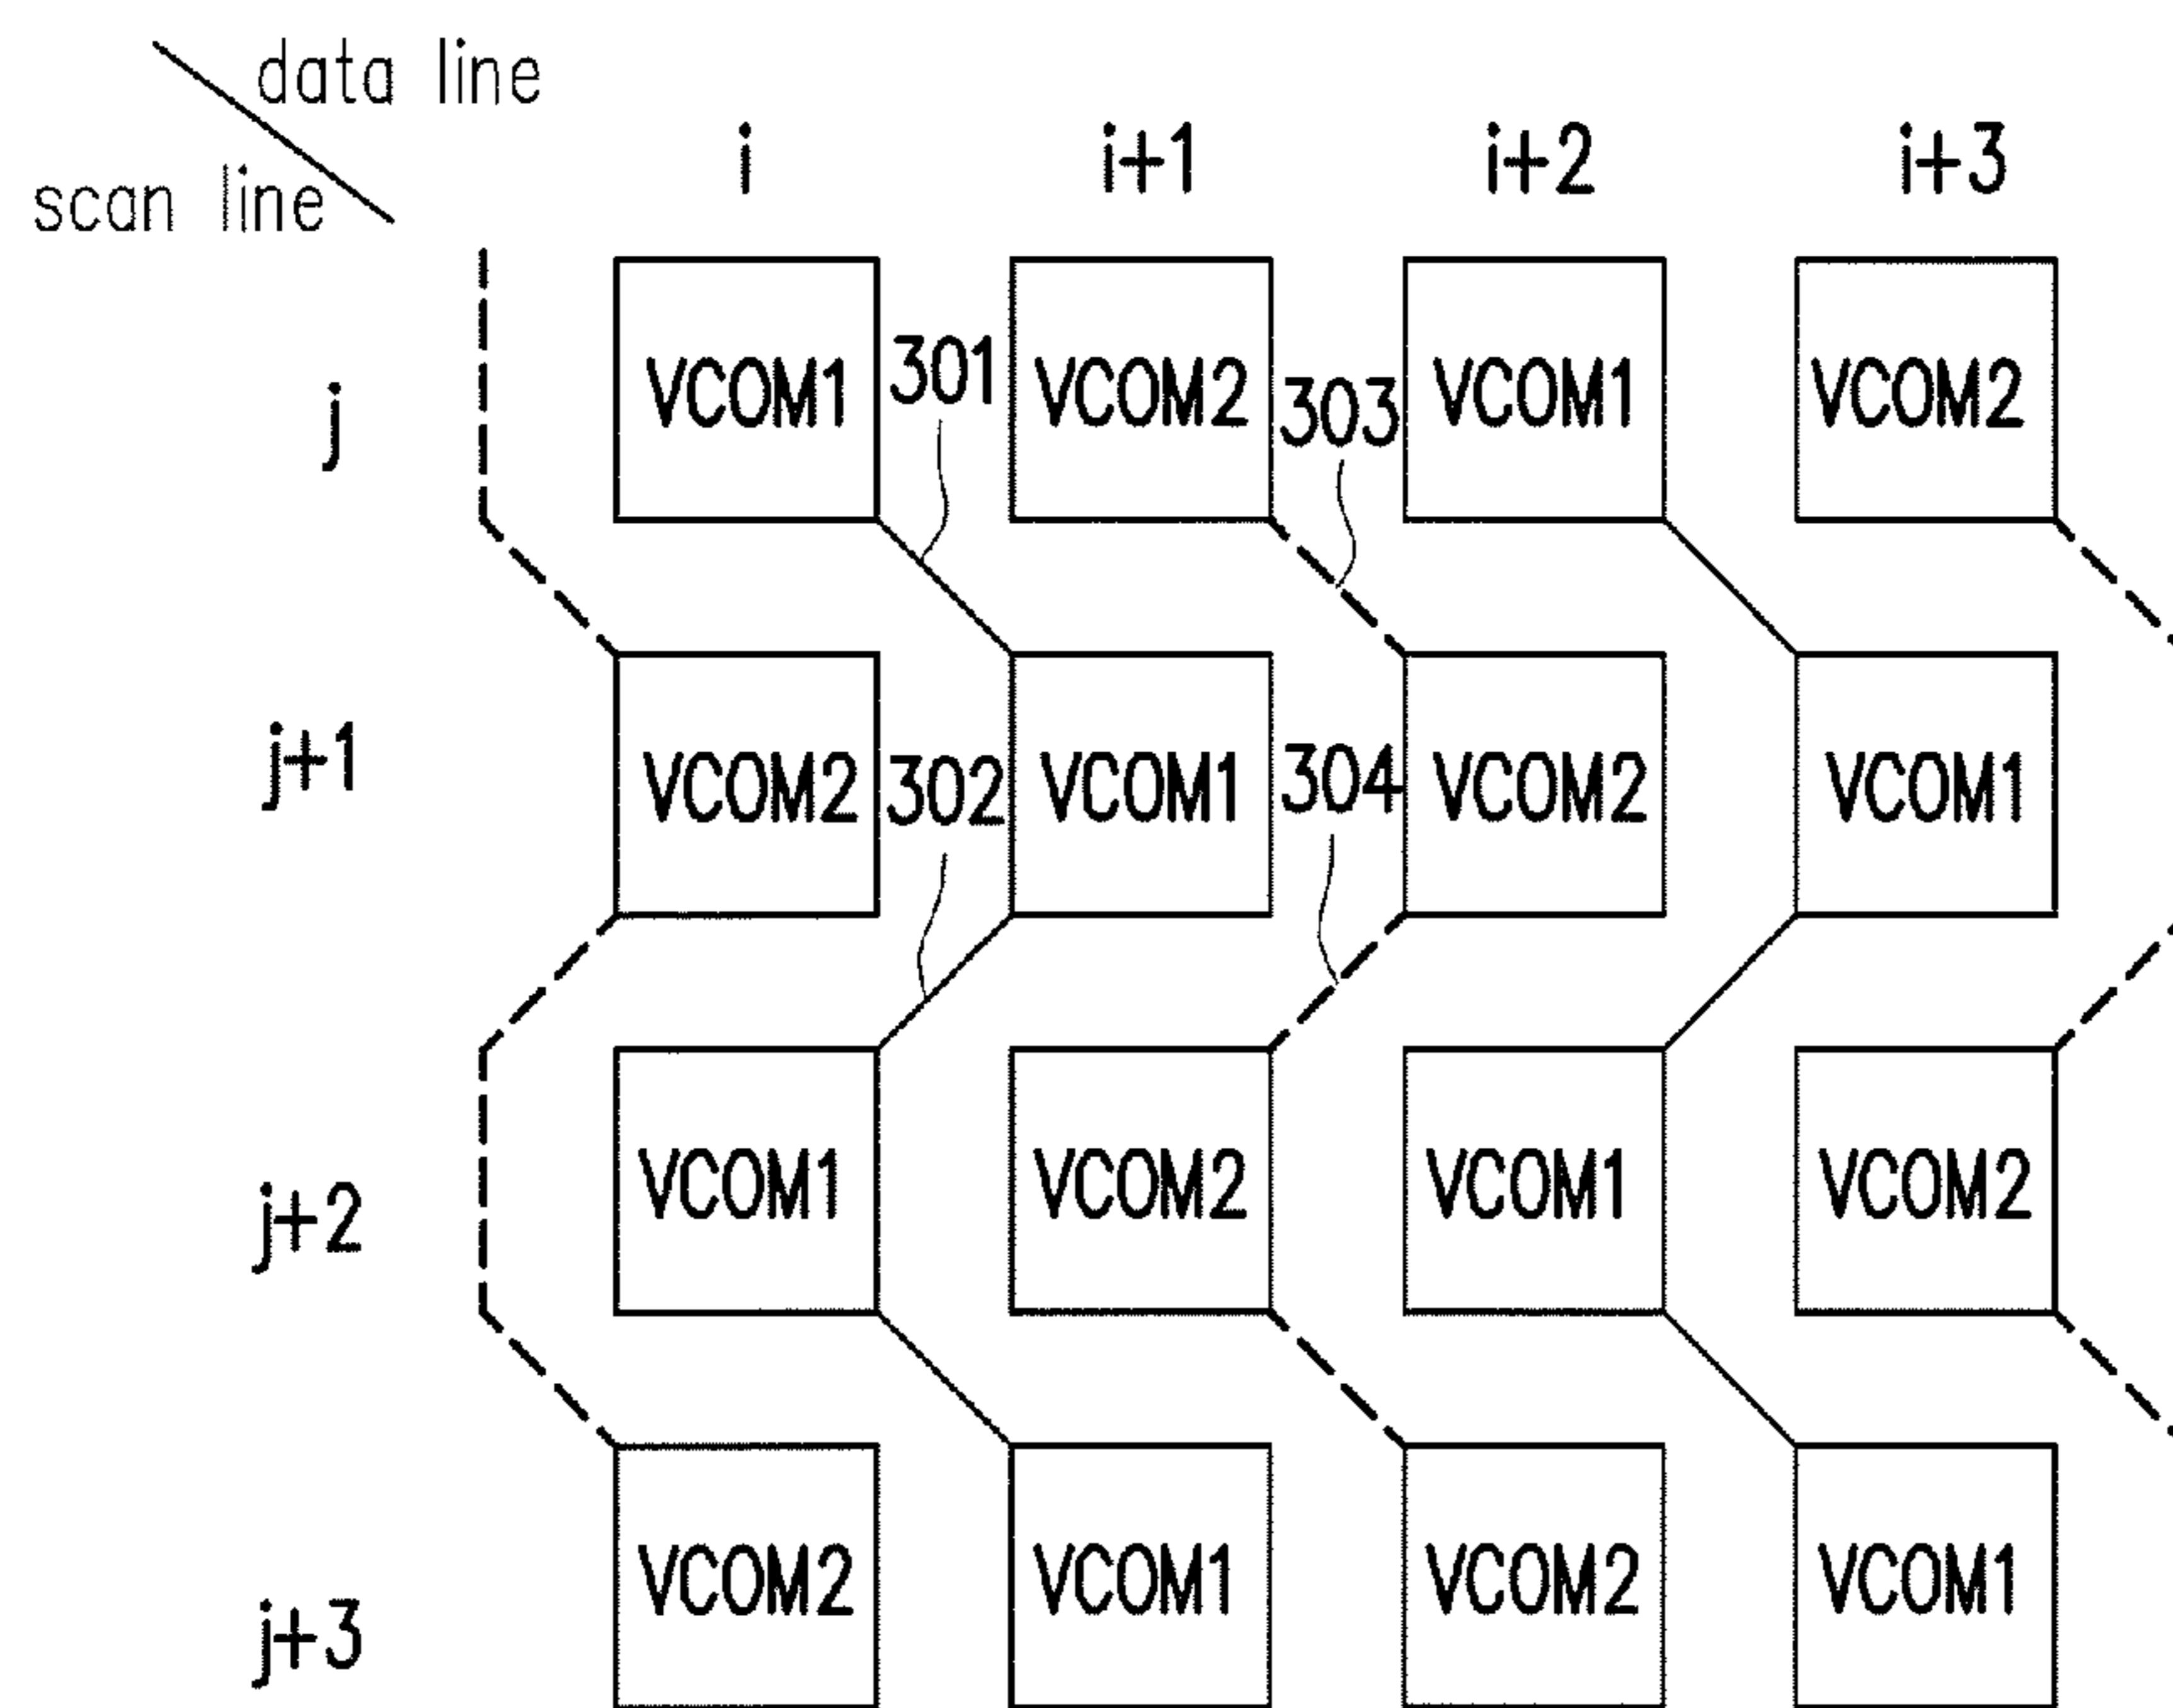 data line
scan line
i i+1 i+2 i+3
j VCOM1 301 VCOM2 303 VCOM1 VCOM2
j+1 VCOM2 302 VCOM1 304 VCOM2 VCOM1
j+2 VCOM1 VCOM2 VCOM1 VCOM2
j+3 VCOM2 VCOM1 VCOM2 VCOM1